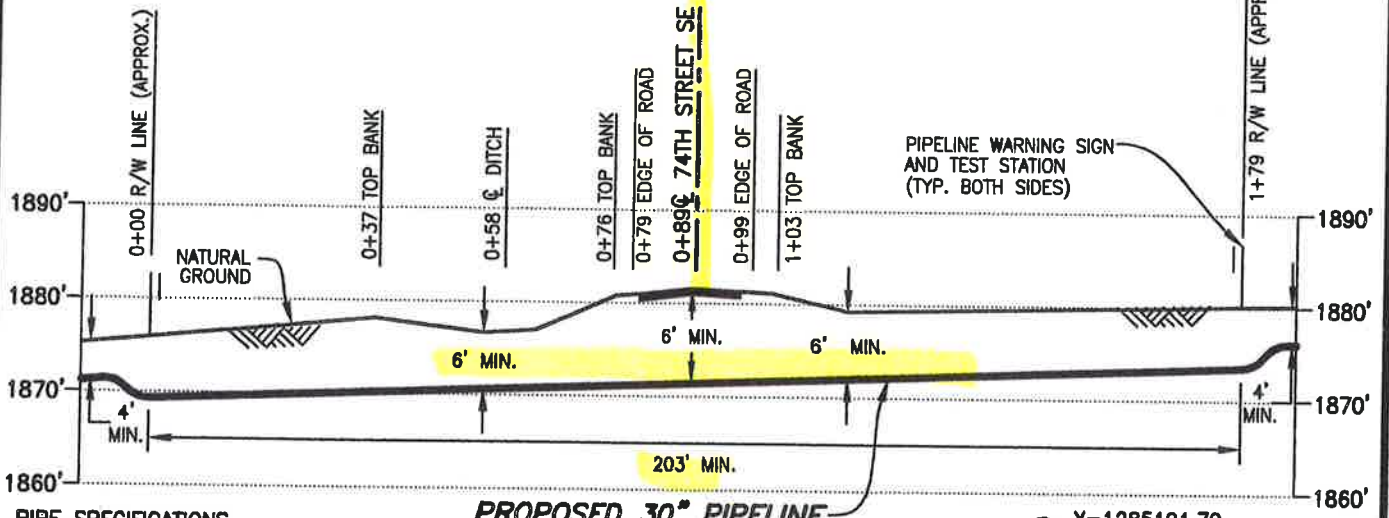 0+00 R/W LINE (APPROX.)
0+37 TOP BANK
0+58 ℄ DITCH
0+76 TOP BANK
0+79 EDGE OF ROAD
0+89℄ 74TH STREET SE
0+99 EDGE OF ROAD
1+03 TOP BANK
1+79 R/W LINE
PIPELINE WARNING SIGN
AND TEST STATION
(TYP. BOTH SIDES)
1890'
1890'
NATURAL
GROUND
1880'
1880'
6' MIN.
6' MIN.
6' MIN.
1870'
1870'
4'
MIN.
4'
MIN.
203' MIN.
1860'
1860'
PROPOSED 30" PIPELINE
PIPE SPECIFICATIONS